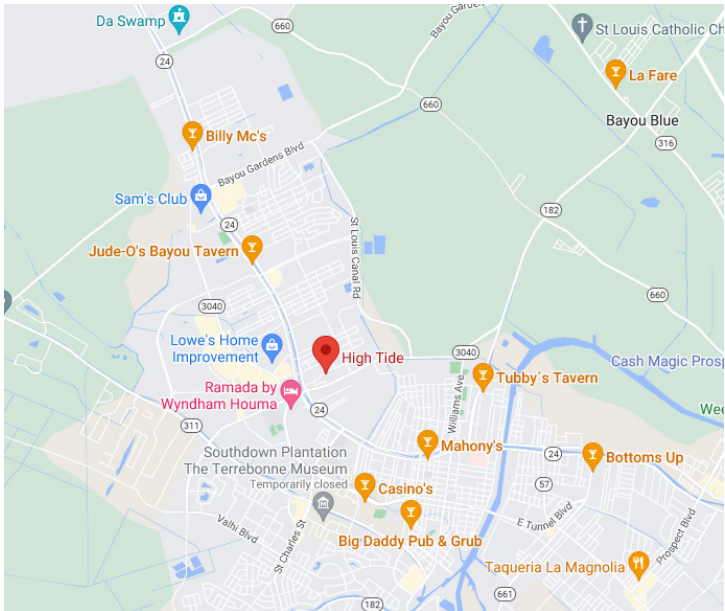 Da Swamp
660
24
Bayou
St Louis Catholic Ch
La Fare
Bayou Blue
316
660
Billy Mc's
Bayou Gardens Blvd
Sam's Club
24
182
St Louis Canal Rd
Jude-O's Bayou Tavern
660
3040
Lowe's Home
Improvement
High Tide
3040
Cash Magic Prosp
Tubby´s Tavern
Ramada by
Wyndham Houma
24
Williams Ave
Wee
311
Mahony's
Southdown Plantation
The Terrebonne Museum
Temporarily closed
24
Bottoms Up
57
Casino's
Valhi Blvd
St Charles St
E Tunnel Blvd
Prospect Blvd
Big Daddy Pub & Grub
Taqueria La Magnolia
661
182